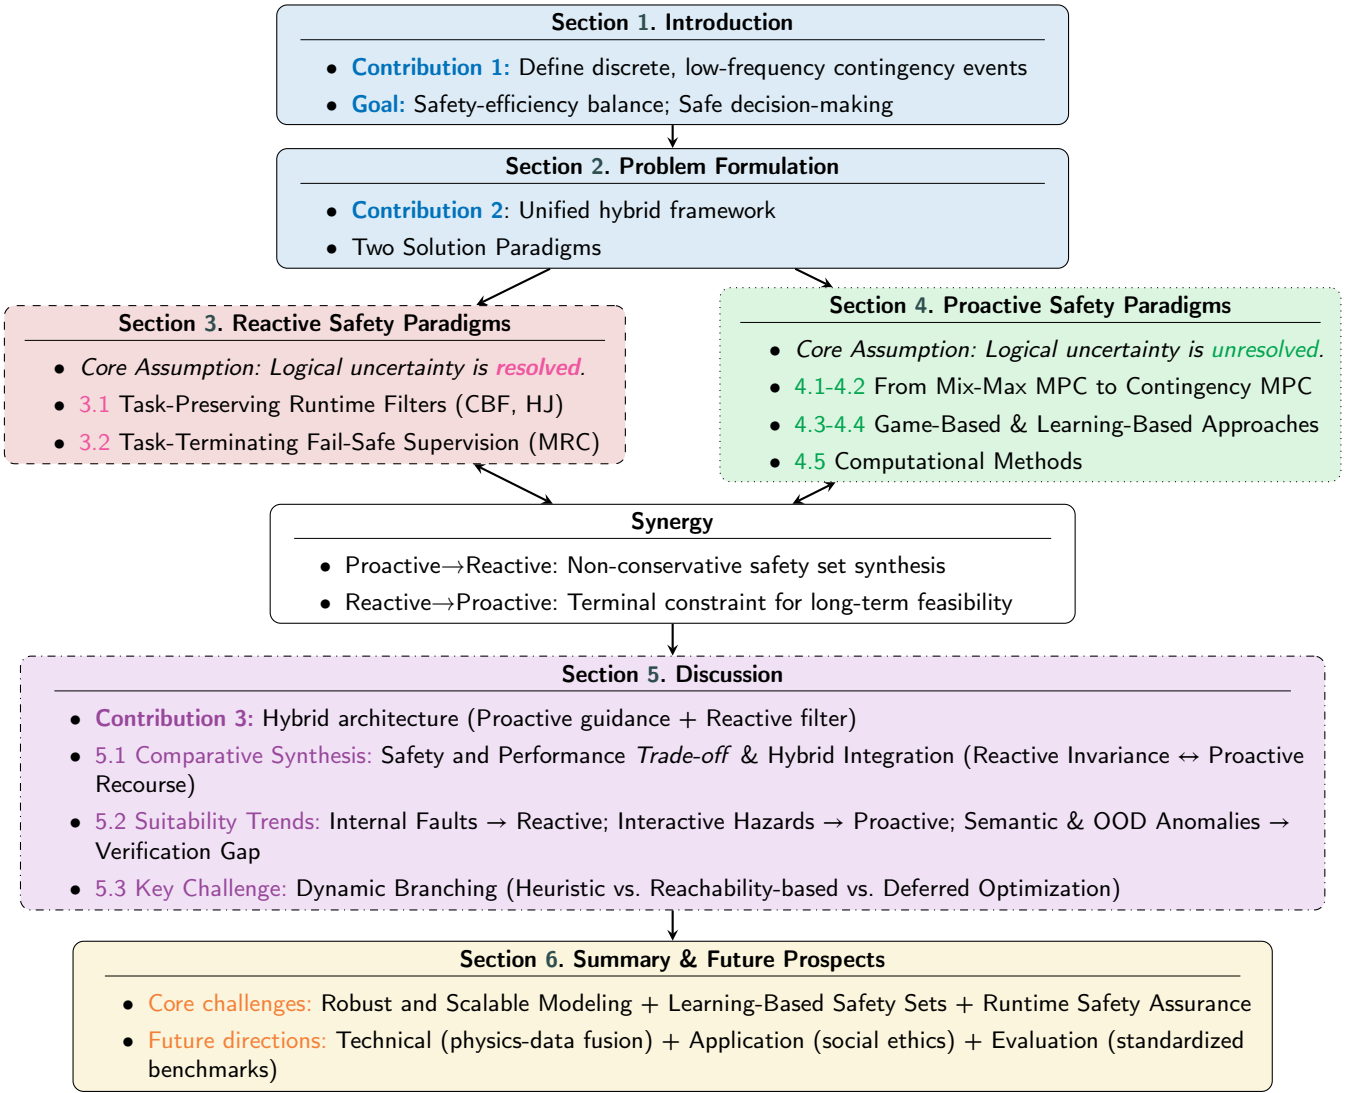 Section 1. Introduction
• Contribution 1: Define discrete, low-frequency contingency events
• Goal: Safety-efficiency balance; Safe decision-making
Section 2. Problem Formulation
• Contribution 2: Unified hybrid framework
• Two Solution Paradigms
Section 3. Reactive Safety Paradigms
• Core Assumption: Logical uncertainty is resolved.
• 3.1 Task-Preserving Runtime Filters (CBF, HJ)
• 3.2 Task-Terminating Fail-Safe Supervision (MRC)
Section 4. Proactive Safety Paradigms
• Core Assumption: Logical uncertainty is unresolved.
• 4.1-4.2 From Mix-Max MPC to Contingency MPC
• 4.3-4.4 Game-Based & Learning-Based Approaches
• 4.5 Computational Methods
Synergy
• Proactive→Reactive: Non-conservative safety set synthesis
• Reactive→Proactive: Terminal constraint for long-term feasibility
Section 5. Discussion
• Contribution 3: Hybrid architecture (Proactive guidance + Reactive filter)
• 5.1 Comparative Synthesis: Safety and Performance Trade-off & Hybrid Integration (Reactive Invariance ↔ Proactive
Recourse)
• 5.2 Suitability Trends: Internal Faults → Reactive; Interactive Hazards → Proactive; Semantic & OOD Anomalies →
Verification Gap
• 5.3 Key Challenge: Dynamic Branching (Heuristic vs. Reachability-based vs. Deferred Optimization)
Section 6. Summary & Future Prospects
• Core challenges: Robust and Scalable Modeling + Learning-Based Safety Sets + Runtime Safety Assurance
• Future directions: Technical (physics-data fusion) + Application (social ethics) + Evaluation (standardized
benchmarks)